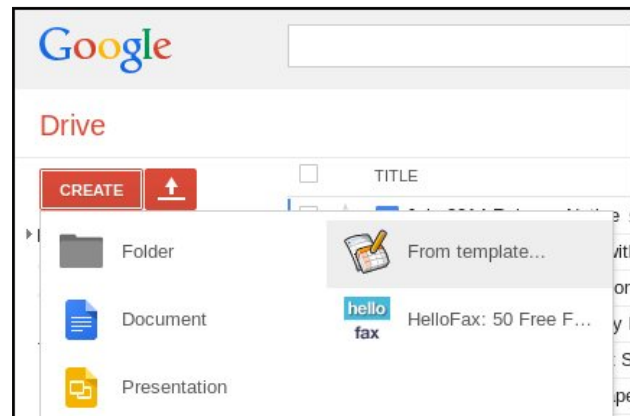 Google
Drive
CREATE
TITLE
Folder
From template...
Document
hello
fax
HelloFax: 50 Free F...
Presentation